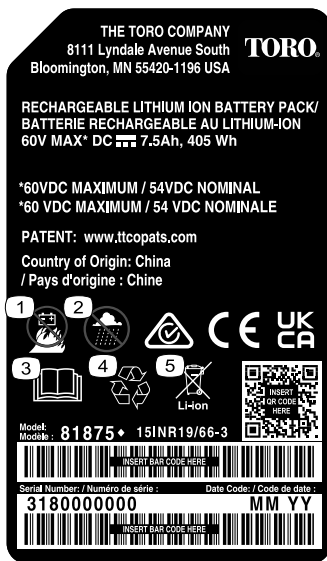 THE TORO COMPANY
8111 Lyndale Avenue South
Bloomington, MN 55420-1196 USA
TORO®
RECHARGEABLE LITHIUM ION BATTERY PACK/
BATTERIE RECHARGEABLE AU LITHIUM-ION
60V MAX* DC 7.5Ah, 405 Wh
*60VDC MAXIMUM / 54VDC NOMINAL
*60 VDC MAXIMUM / 54 VDC NOMINALE
PATENT: www.ttcopats.com
Country of Origin: China
/ Pays d'origine : Chine
1 2
CE UK
CA
3 4 5
Li-ion
INSERT
QR CODE
HERE
Model:
Modèle : 81875♦ 15INR19/66-3
INSERT BAR CODE HERE
Serial Number: / Numéro de série : Date Code: / Code de date :
3180000000 MM YY
INSERT BAR CODE HERE